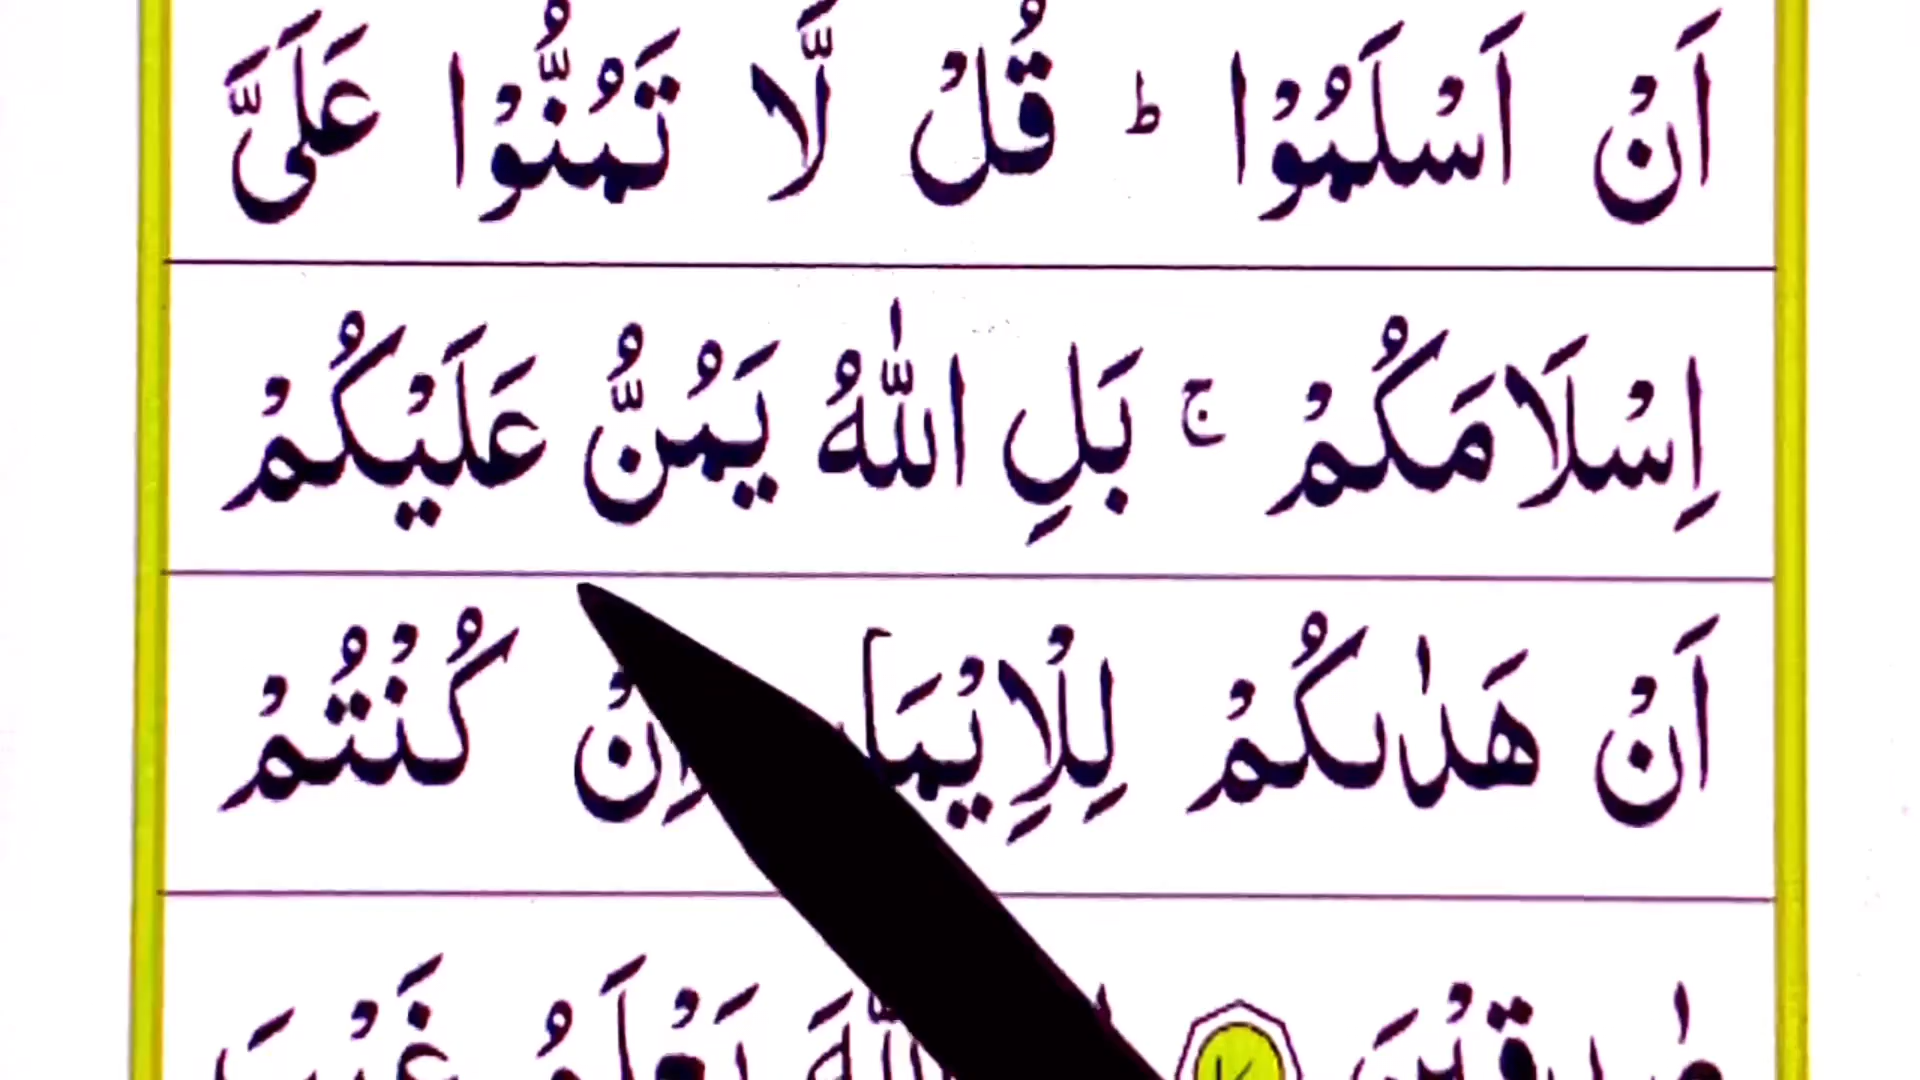 اَنْ اَسْلَمُوْا ؕ قُلْ لَّا تَمُنُّوْا عَلَیَّ
اِسْلَامَكُمْ ۚ بَلِ اللّٰهُ یَمُنُّ عَلَیْكُمْ
اَنْ هَدٰىكُمْ لِلْاِیْمَا اِنْ كُنْتُمْ
صٰدِقِیْنَ یَعْلَمُ غَیْبَ